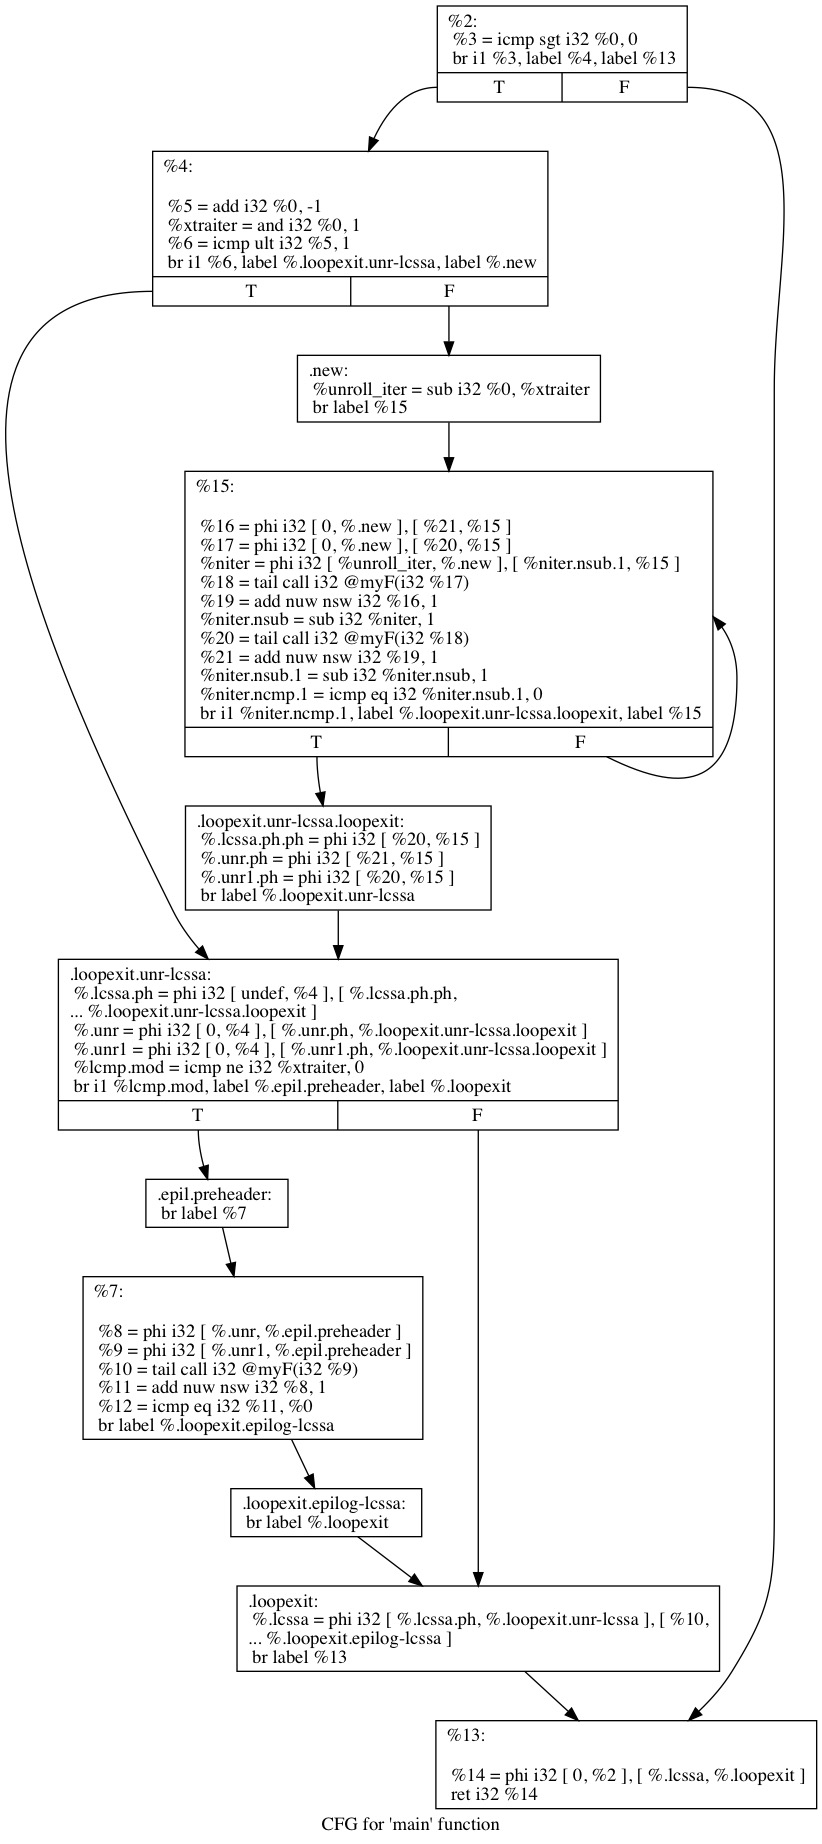 %2:
%3 = icmp sgt i32 %0, 0
br i1 %3, label %4, label %13
T F
%4:
%5 = add i32 %0, -1
%xtraiter = and i32 %0, 1
%6 = icmp ult i32 %5, 1
br i1 %6, label %.loopexit.unr-lcssa, label %.new
T F
.new:
%unroll_iter = sub i32 %0, %xtraiter
br label %15
%15:
%16 = phi i32 [ 0, %.new ], [ %21, %15 ]
%17 = phi i32 [ 0, %.new ], [ %20, %15 ]
%niter = phi i32 [ %unroll_iter, %.new ], [ %niter.nsub.1, %15 ]
%18 = tail call i32 @myF(i32 %17)
%19 = add nuw nsw i32 %16, 1
%niter.nsub = sub i32 %niter, 1
%20 = tail call i32 @myF(i32 %18)
%21 = add nuw nsw i32 %19, 1
%niter.nsub.1 = sub i32 %niter.nsub, 1
%niter.ncmp.1 = icmp eq i32 %niter.nsub.1, 0
br i1 %niter.ncmp.1, label %.loopexit.unr-lcssa.loopexit, label %15
T F
.loopexit.unr-lcssa.loopexit:
%.lcssa.ph.ph = phi i32 [ %20, %15 ]
%.unr.ph = phi i32 [ %21, %15 ]
%.unr1.ph = phi i32 [ %20, %15 ]
br label %.loopexit.unr-lcssa
.loopexit.unr-lcssa:
%.lcssa.ph = phi i32 [ undef, %4 ], [ %.lcssa.ph.ph,
... %.loopexit.unr-lcssa.loopexit ]
%.unr = phi i32 [ 0, %4 ], [ %.unr.ph, %.loopexit.unr-lcssa.loopexit ]
%.unr1 = phi i32 [ 0, %4 ], [ %.unr1.ph, %.loopexit.unr-lcssa.loopexit ]
%lcmp.mod = icmp ne i32 %xtraiter, 0
br i1 %lcmp.mod, label %.epil.preheader, label %.loopexit
T F
.epil.preheader:
br label %7
%7:
%8 = phi i32 [ %.unr, %.epil.preheader ]
%9 = phi i32 [ %.unr1, %.epil.preheader ]
%10 = tail call i32 @myF(i32 %9)
%11 = add nuw nsw i32 %8, 1
%12 = icmp eq i32 %11, %0
br label %.loopexit.epilog-lcssa
.loopexit.epilog-lcssa:
br label %.loopexit
.loopexit:
%.lcssa = phi i32 [ %.lcssa.ph, %.loopexit.unr-lcssa ], [ %10,
... %.loopexit.epilog-lcssa ]
br label %13
%13:
%14 = phi i32 [ 0, %2 ], [ %.lcssa, %.loopexit ]
ret i32 %14
CFG for 'main' function